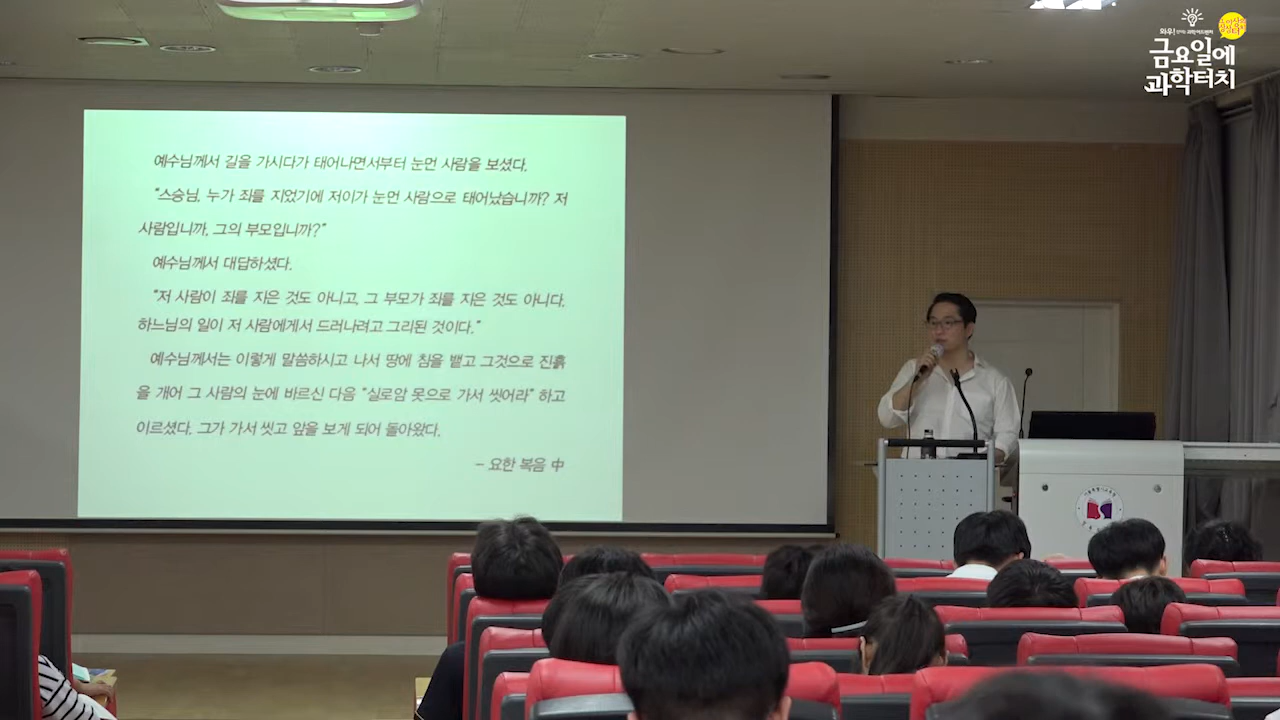 와우!
과학어드벤처
금요일에
과학터치
예수님께서 길을 가시다가 태어나면서부터 눈먼 사람을 보셨다.
"스승님, 누가 죄를 지었기에 저이가 눈먼 사람으로 태어났습니까? 저
사람입니까, 그의 부모입니까?"
예수님께서 대답하셨다.
"저 사람이 죄를 지은 것도 아니고, 그 부모가 죄를 지은 것도 아니다.
하느님의 일이 저 사람에게서 드러나려고 그리된 것이다."
예수님께서는 이렇게 말씀하시고 나서 땅에 침을 뱉고 그것으로 진흙
을 개어 그 사람의 눈에 바르신 다음 "실로암 못으로 가서 씻어라" 하고
이르셨다. 그가 가서 씻고 앞을 보게 되어 돌아왔다.
- 요한 복음 中